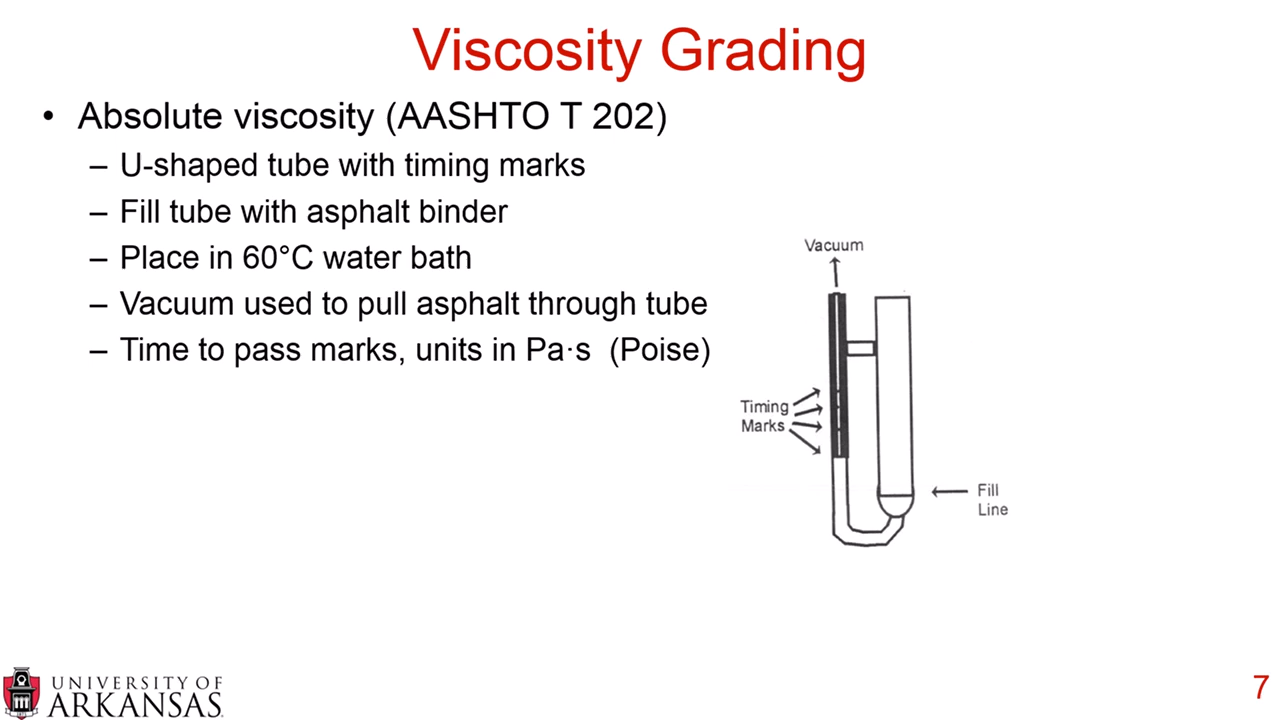 Viscosity Grading
• Absolute viscosity (AASHTO T 202)
– U-shaped tube with timing marks
– Fill tube with asphalt binder
– Place in 60°C water bath
– Vacuum used to pull asphalt through tube
– Time to pass marks, units in Pa·s (Poise)
Vacuum
Timing
Marks
Fill
Line
UNIVERSITY OF
ARKANSAS
7